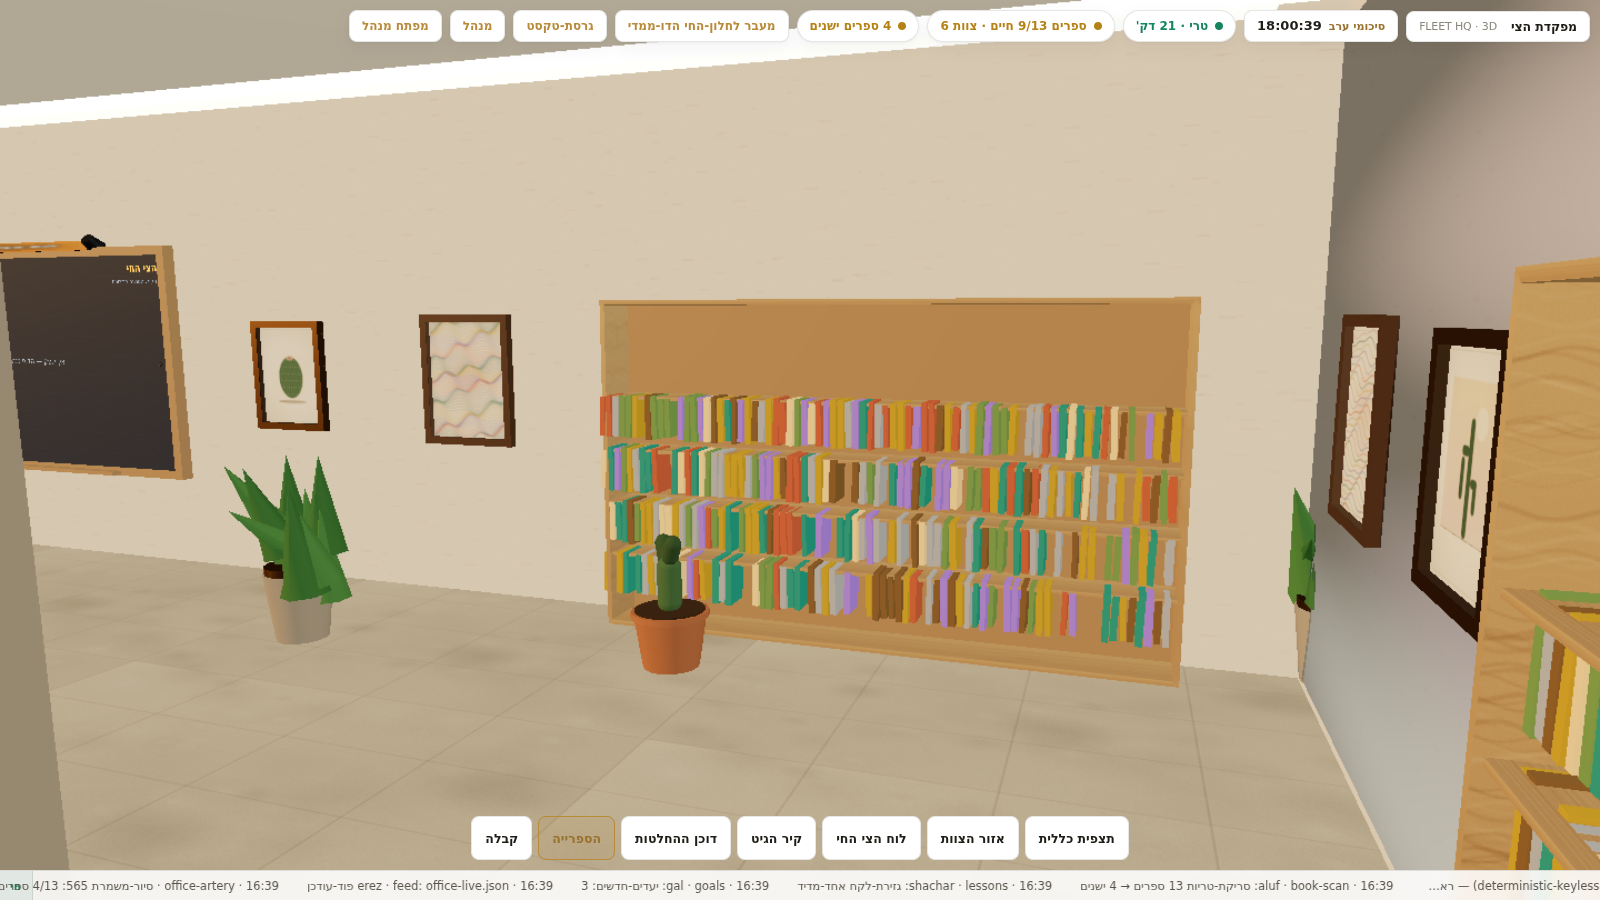 מפקדת הצי FLEET HQ · 3D
סיכומי ערב 18:00:39
טרי · 21 דק'
ספרים 9/13 חיים · צוות 6
4 ספרים ישנים
מעבר לחלון-החי הדו-ממדי
גרסת-טקסט
מנהל
מפתח מנהל
הצי החי
תצפית כללית
אזור הצוות
לוח הצי החי
קיר הגיט
דוכן ההחלטות
הספרייה
קבלה
(deterministic-keyless) — רא...
16:39 · aluf · book-scan: סריקת-טריות 13 ספרים → 4 ישנים
16:39 · shachar · lessons: גזירת-לקח אחד-מדיד
16:39 · gal · goals: יעדים-חדשים: 3
16:39 · erez · feed: office-live.json פוד-עודכן
16:39 · office-artery · סיור-משמרת 565: 4/13